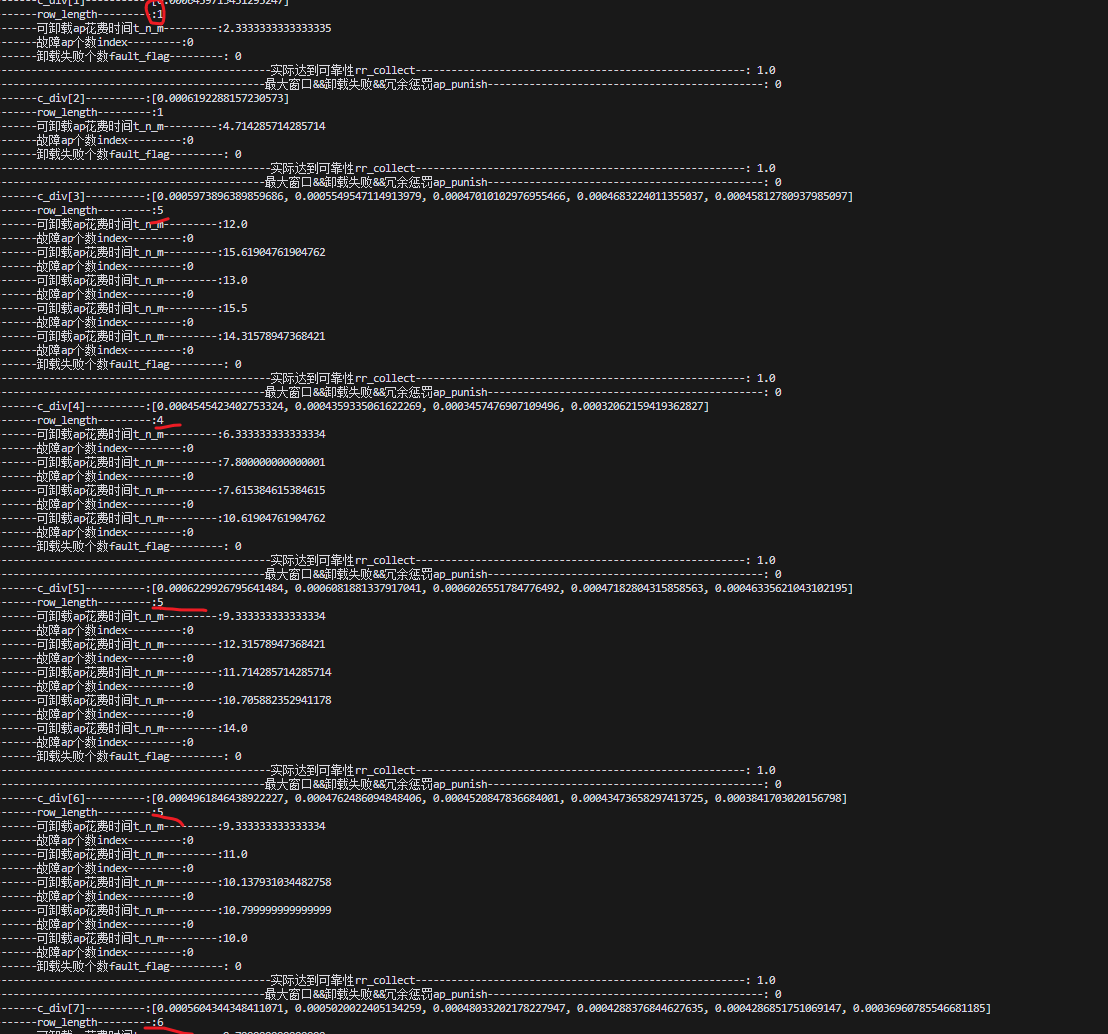 ------c_div[1]----------:[0.0006439715431295247]
------row_length---------:1
------可卸载ap花费时间t_n_m---------:2.3333333333333335
------故障ap个数index---------:0
------卸载失败个数fault_flag---------: 0
--------------------------------------------实际达到可靠性rr_collect------------------------------------------------------: 1.0
-------------------------------------------最大窗口&&卸载失败&&冗余惩罚ap_punish---------------------------------------------: 0
------c_div[2]----------:[0.0006192288157230573]
------row_length---------:1
------可卸载ap花费时间t_n_m---------:4.714285714285714
------故障ap个数index---------:0
------卸载失败个数fault_flag---------: 0
--------------------------------------------实际达到可靠性rr_collect------------------------------------------------------: 1.0
-------------------------------------------最大窗口&&卸载失败&&冗余惩罚ap_punish---------------------------------------------: 0
------c_div[3]----------:[0.0005973896389859686, 0.0005549547114913979, 0.00047010102976955466, 0.0004683224011355037, 0.00045812780937985097]
------row_length---------:5
------可卸载ap花费时间t_n_m---------:12.0
------故障ap个数index---------:0
------可卸载ap花费时间t_n_m---------:15.61904761904762
------故障ap个数index---------:0
------可卸载ap花费时间t_n_m---------:13.0
------故障ap个数index---------:0
------可卸载ap花费时间t_n_m---------:15.5
------故障ap个数index---------:0
------可卸载ap花费时间t_n_m---------:14.31578947368421
------故障ap个数index---------:0
------卸载失败个数fault_flag---------: 0
--------------------------------------------实际达到可靠性rr_collect------------------------------------------------------: 1.0
-------------------------------------------最大窗口&&卸载失败&&冗余惩罚ap_punish---------------------------------------------: 0
------c_div[4]----------:[0.0004545423402753324, 0.0004359335061622269, 0.0003457476907109496, 0.00032062159419362827]
------row_length---------:4
------可卸载ap花费时间t_n_m---------:6.333333333333334
------故障ap个数index---------:0
------可卸载ap花费时间t_n_m---------:7.800000000000001
------故障ap个数index---------:0
------可卸载ap花费时间t_n_m---------:7.615384615384615
------故障ap个数index---------:0
------可卸载ap花费时间t_n_m---------:10.61904761904762
------故障ap个数index---------:0
------卸载失败个数fault_flag---------: 0
--------------------------------------------实际达到可靠性rr_collect------------------------------------------------------: 1.0
-------------------------------------------最大窗口&&卸载失败&&冗余惩罚ap_punish---------------------------------------------: 0
------c_div[5]----------:[0.0006229926795641484, 0.0006081881337917041, 0.0006026551784776492, 0.00047182804315858563, 0.00046335621043102195]
------row_length---------:5
------可卸载ap花费时间t_n_m---------:9.333333333333334
------故障ap个数index---------:0
------可卸载ap花费时间t_n_m---------:12.31578947368421
------故障ap个数index---------:0
------可卸载ap花费时间t_n_m---------:11.714285714285714
------故障ap个数index---------:0
------可卸载ap花费时间t_n_m---------:10.705882352941178
------故障ap个数index---------:0
------可卸载ap花费时间t_n_m---------:14.0
------故障ap个数index---------:0
------卸载失败个数fault_flag---------: 0
--------------------------------------------实际达到可靠性rr_collect------------------------------------------------------: 1.0
-------------------------------------------最大窗口&&卸载失败&&冗余惩罚ap_punish---------------------------------------------: 0
------c_div[6]----------:[0.0004961846438922227, 0.0004762486094848406, 0.0004520847836684001, 0.00043473658297413725, 0.0003841703020156798]
------row_length---------:5
------可卸载ap花费时间t_n_m---------:9.333333333333334
------故障ap个数index---------:0
------可卸载ap花费时间t_n_m---------:11.0
------故障ap个数index---------:0
------可卸载ap花费时间t_n_m---------:10.137931034482758
------故障ap个数index---------:0
------可卸载ap花费时间t_n_m---------:10.799999999999999
------故障ap个数index---------:0
------可卸载ap花费时间t_n_m---------:10.0
------故障ap个数index---------:0
------卸载失败个数fault_flag---------: 0
--------------------------------------------实际达到可靠性rr_collect------------------------------------------------------: 1.0
-------------------------------------------最大窗口&&卸载失败&&冗余惩罚ap_punish---------------------------------------------: 0
------c_div[7]----------:[0.0005604344348411071, 0.0005020022405134259, 0.00048033202178227947, 0.0004288376844627635, 0.0004286851751069147, 0.00036960785546681185]
------row_length---------:6